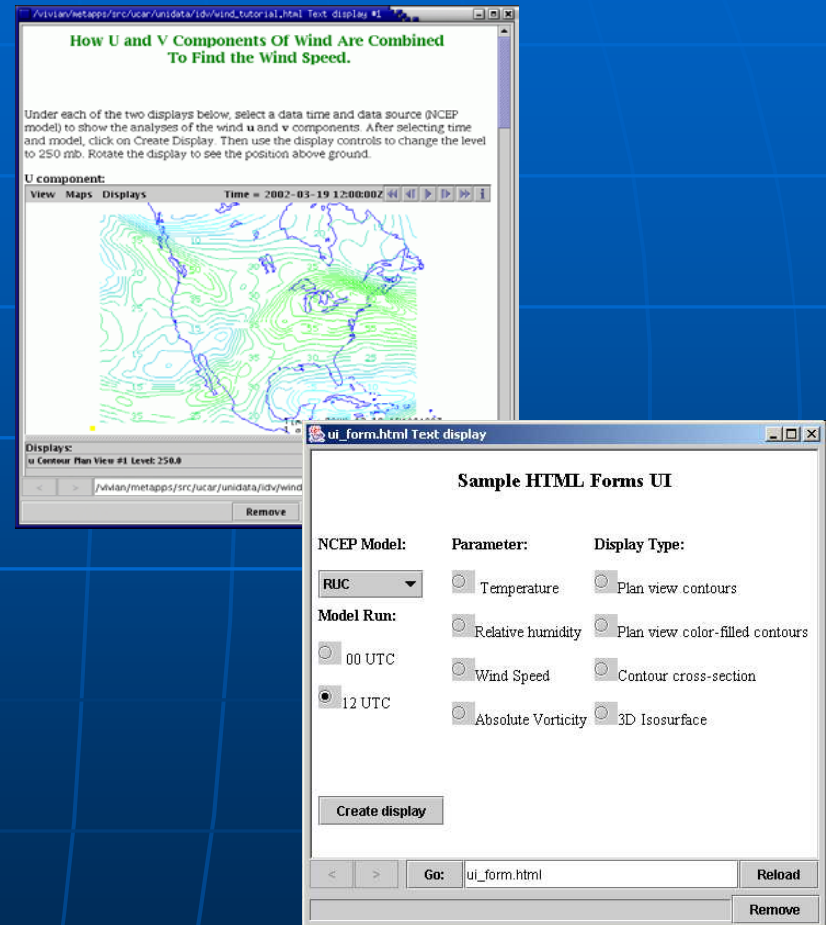 /vivian/metapps/src/ucar/unidata/idv/wind_tutorial.html Text display #1
How U and V Components Of Wind Are Combined
To Find the Wind Speed.
Under each of the two displays below, select a data time and data source (NCEP
model) to show the analyses of the wind u and v components. After selecting time
and model, click on Create Display. Then use the display controls to change the level
to 250 mb. Rotate the display to see the position above ground.
U component:
View Maps Displays Time = 2002-03-19 12:00:00Z
Displays:
u Contour Plan View #1 Level: 250.0
< > /vivian/metapps/src/ucar/unidata/idv/wind
Remove
ui_form.html Text display
Sample HTML Forms UI
NCEP Model: Parameter: Display Type:
RUC Temperature Plan view contours
Model Run:
Relative humidity Plan view color-filled contours
00 UTC
Wind Speed Contour cross-section
12 UTC
Absolute Vorticity 3D Isosurface
Create display
< > Go: ui_form.html Reload
Remove